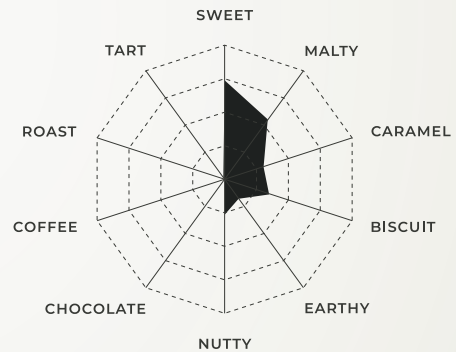 SWEET
TART
MALTY
ROAST
CARAMEL
COFFEE
BISCUIT
CHOCOLATE
EARTHY
NUTTY